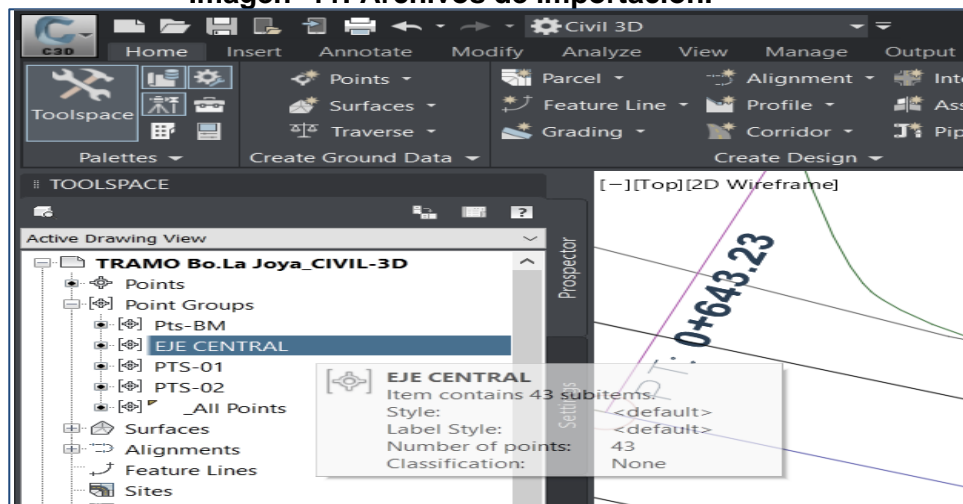 Imagen 11. Archivos de importación.
C3D
Civil 3D
Home Insert Annotate Modify Analyze View Manage Output
Toolspace
Points
Surfaces
Traverse
Parcel
Feature Line
Grading
Alignment
Profile
Corridor
Palettes
Create Ground Data
Create Design
TOOLSPACE
Active Drawing View
TRAMO Bo.La Joya_CIVIL-3D
Points
Point Groups
Pts-BM
EJE CENTRAL
PTS-01
PTS-02
_All Points
Surfaces
Alignments
Feature Lines
Sites
Prospector
Settings
EJE CENTRAL
Item contains 43 subitems.
Style: <default>
Label Style: <default>
Number of points: 43
Classification: None
[−][Top][2D Wireframe]
0+643.23